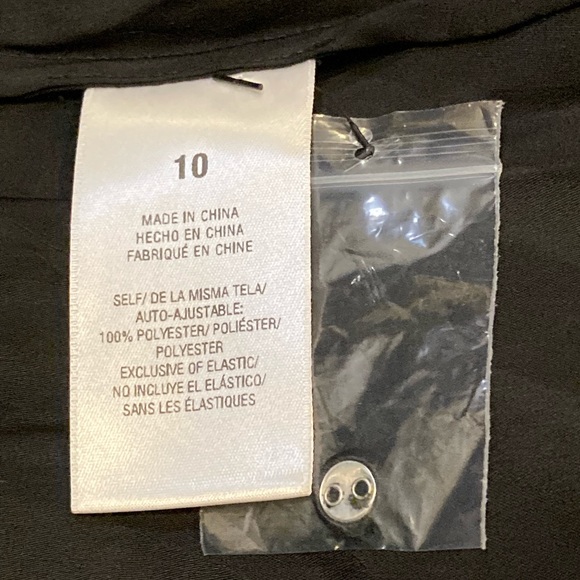 10
MADE IN CHINA
HECHO EN CHINA
FABRIQUÉ EN CHINE
SELF/ DE LA MISMA TELA/
AUTO-AJUSTABLE:
100% POLYESTER/ POLIÉSTER/
POLYESTER
EXCLUSIVE OF ELASTIC/
NO INCLUYE EL ELÁSTICO/
SANS LES ÉLASTIQUES